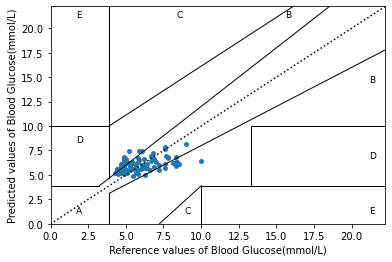 Predicted values of Blood Glucose(mmol/L)
20.0
17.5
15.0
12.5
10.0
7.5
5.0
2.5
0.0
E C B
B
D D
A C E
0.0 2.5 5.0 7.5 10.0 12.5 15.0 17.5 20.0
Reference values of Blood Glucose(mmol/L)